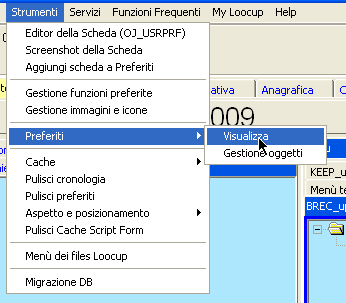 Strumenti Servizi Funzioni Frequenti My Loocup Help
Editor della Scheda (OJ_USRPRF)
Screenshot della Scheda
Aggiungi scheda a Preferiti
Gestione funzioni preferite
Gestione immagini e icone
Preferiti
Cache
Pulisci cronologia
Pulisci preferiti
Aspetto e posizionamento
Pulisci Cache Script Form
Menù dei files Loocup
Migrazione DB
Visualizza
Gestione oggetti
Anagrafica
009
KEEP_u
Menù te
BREC_u